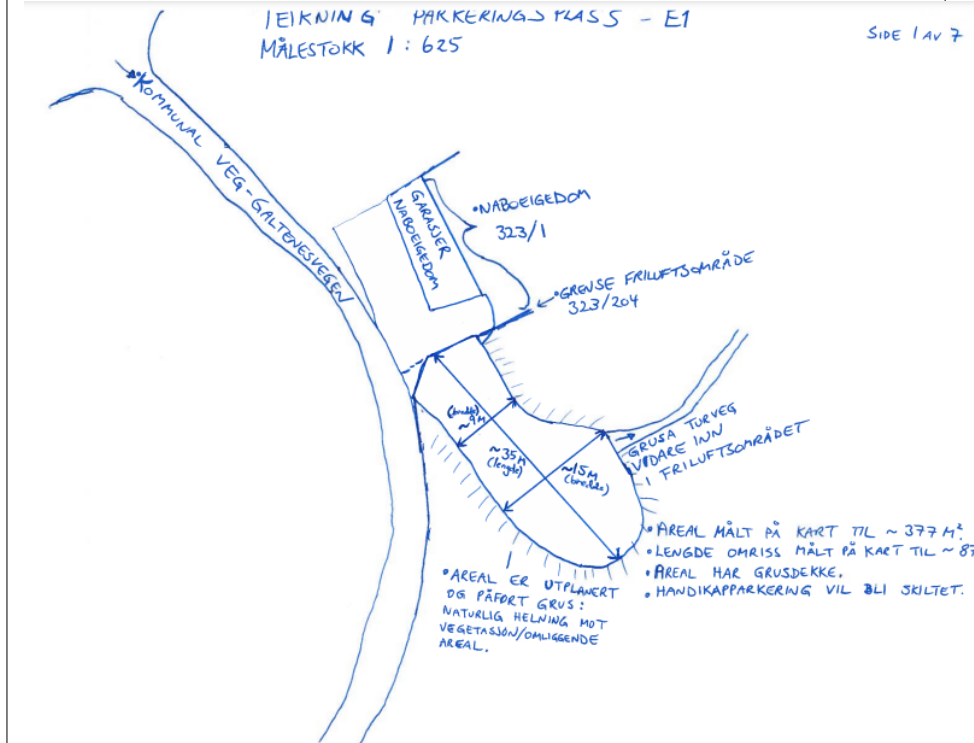 TEIKNING PARKERINGSPLASS - E1
MÅLESTOKK 1:625
SIDE 1 AV 7
KOMMUNAL VEG-GALTENESVEGEN
GARASJER
NABOEIGEDOM
• NABOEIGEDOM
323/1
• GRENSE FRILUFTSOMRÅDE
323/204
(bredde)
~9M
~35M
(lengde)
~15M
(bredde)
GRUSA TURVEG
VIDARE INN
I FRILUFTSOMRÅDET
• AREAL MÅLT PÅ KART TIL ~ 377 M².
• LENGDE OMRISS MÅLT PÅ KART TIL ~ 87
• AREAL HAR GRUSDEKKE.
• HANDIKAPPARKERING VIL BLI SKILTET.
• AREAL ER UTPLANERT
OG PÅFØRT GRUS:
NATURLIG HELNING MOT
VEGETASJON/OMLIGGENDE
AREAL.